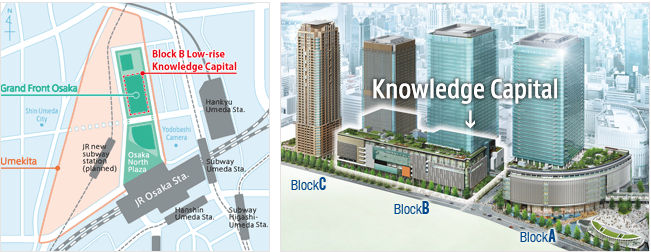 N
4
Block B Low-rise
Knowledge Capital
Grand Front Osaka
Shin Umeda
City
Hankyu
Umeda Sta.
Yodobashi
Camera
Umekita
JR new
subway
station
(planned)
Osaka
North
Plaza
Subway
Umeda Sta.
JR Osaka Sta.
Hanshin
Umeda Sta.
Subway
Higashi-
Umeda Sta.
Knowledge Capital
↓
BlockC
BlockB
BlockA